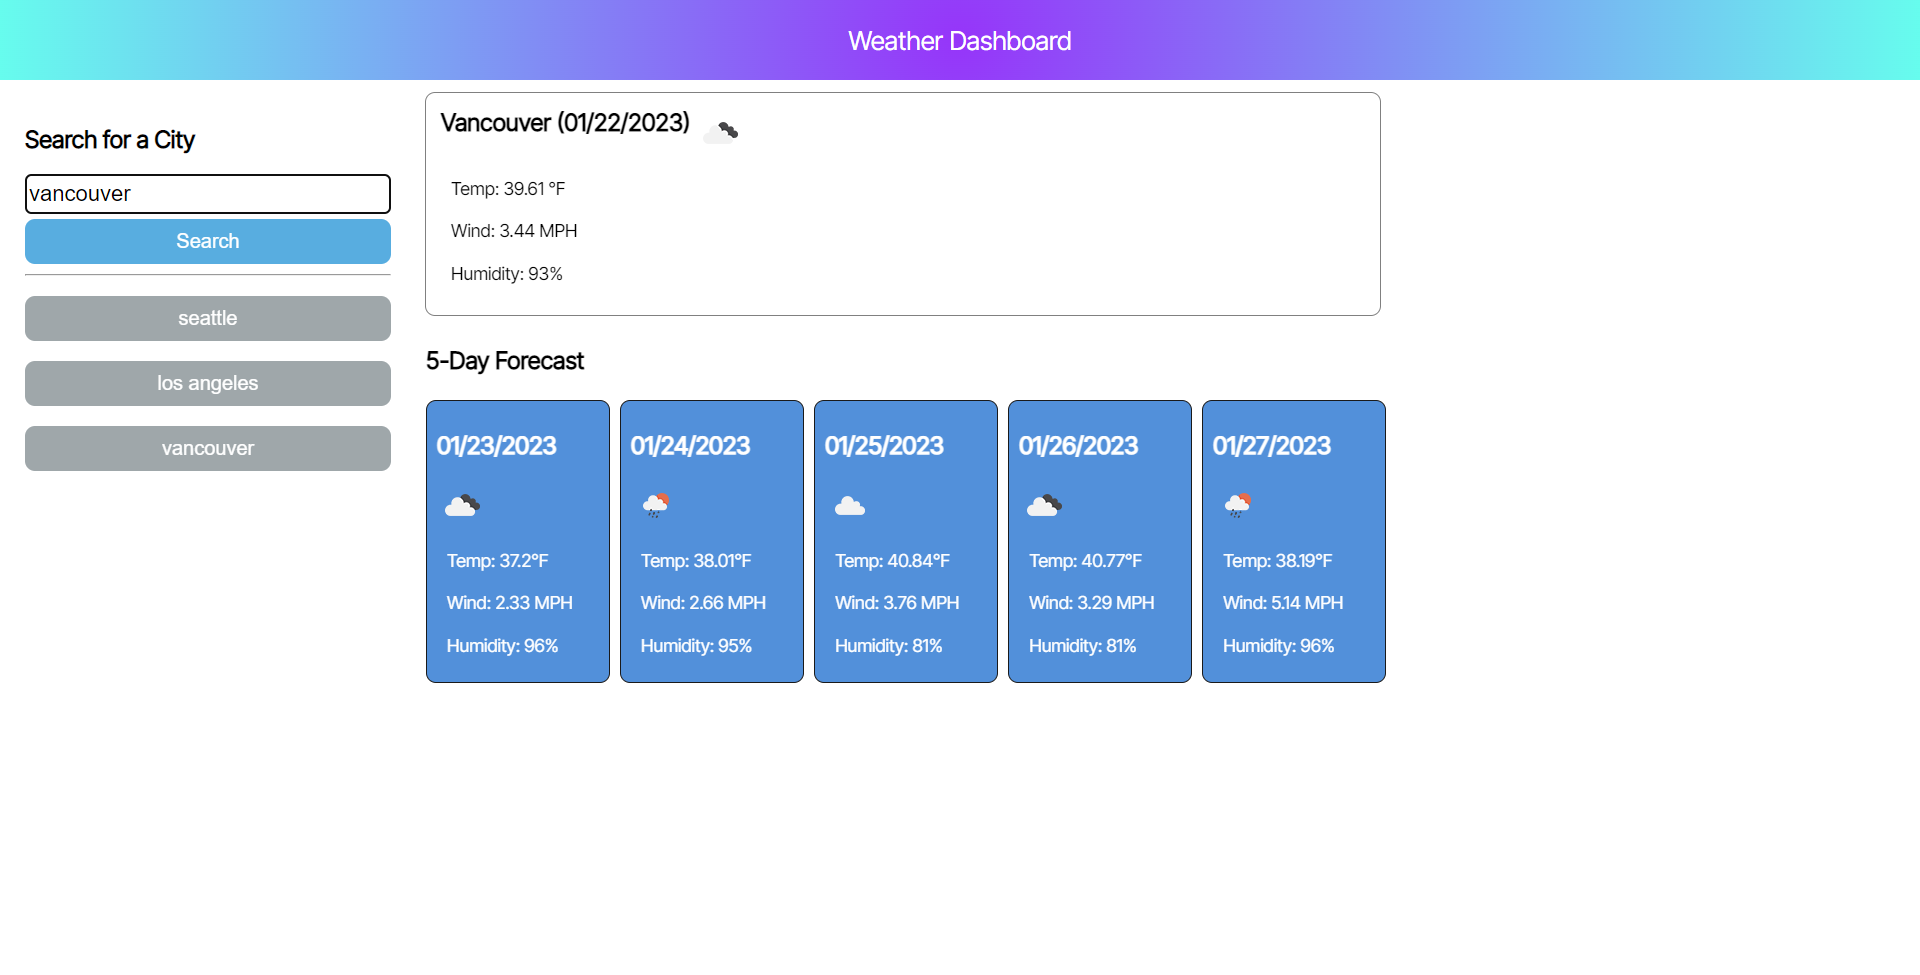 Weather Dashboard
Search for a City
vancouver
Search
seattle
los angeles
vancouver
Vancouver (01/22/2023)
Temp: 39.61 °F
Wind: 3.44 MPH
Humidity: 93%
5-Day Forecast
01/23/2023
Temp: 37.2°F
Wind: 2.33 MPH
Humidity: 96%
01/24/2023
Temp: 38.01°F
Wind: 2.66 MPH
Humidity: 95%
01/25/2023
Temp: 40.84°F
Wind: 3.76 MPH
Humidity: 81%
01/26/2023
Temp: 40.77°F
Wind: 3.29 MPH
Humidity: 81%
01/27/2023
Temp: 38.19°F
Wind: 5.14 MPH
Humidity: 96%